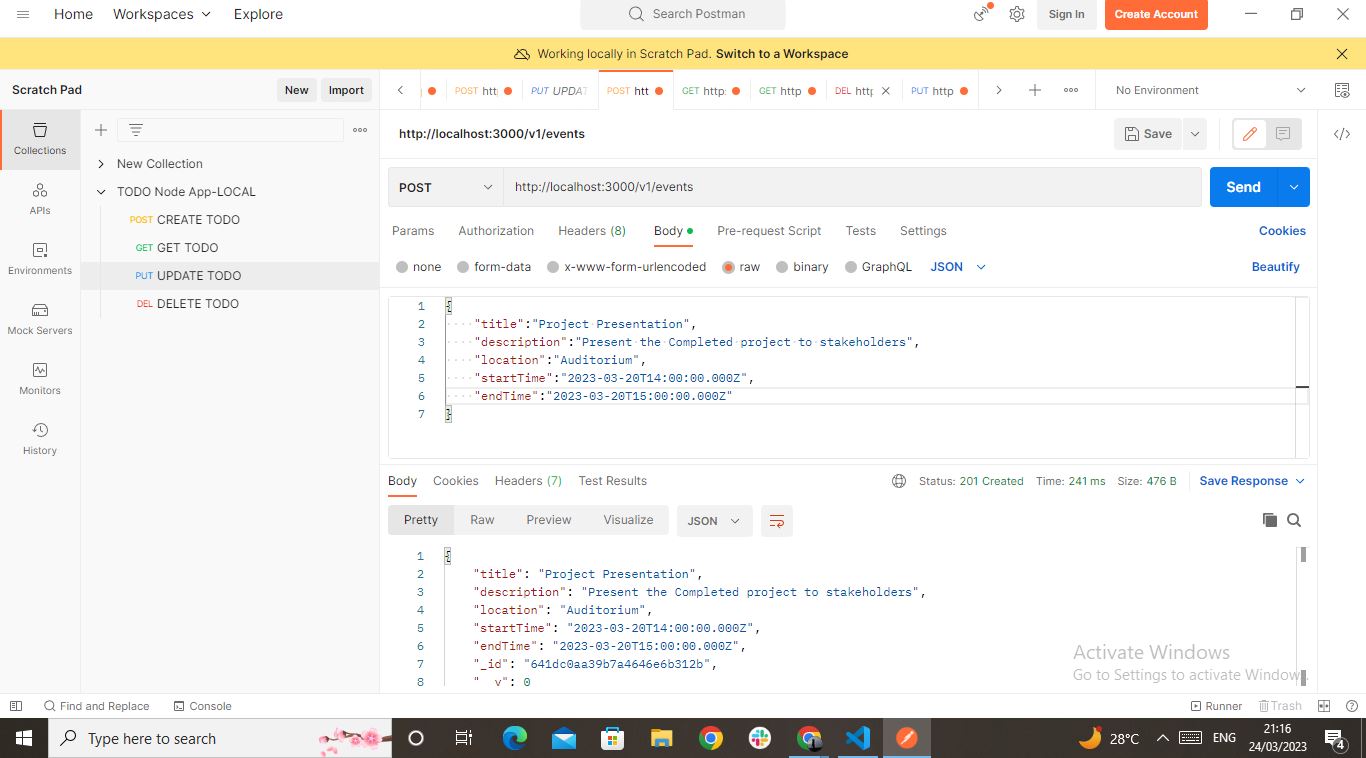 Home Workspaces Explore Search Postman Sign In Create Account
Working locally in Scratch Pad. Switch to a Workspace
Scratch Pad New Import POST htt PUT UPDA POST htt GET http: GET http DEL http PUT http No Environment
http://localhost:3000/v1/events Save
Collections
New Collection
TODO Node App-LOCAL
POST http://localhost:3000/v1/events Send
APIs
POST CREATE TODO
GET GET TODO
PUT UPDATE TODO
DEL DELETE TODO
Params Authorization Headers (8) Body Pre-request Script Tests Settings Cookies
Environments
none form-data x-www-form-urlencoded raw binary GraphQL JSON Beautify
Mock Servers
Monitors
History
1 {
2 "title":"Project Presentation",
3 "description":"Present the Completed project to stakeholders",
4 "location":"Auditorium",
5 "startTime":"2023-03-20T14:00:00.000Z",
6 "endTime":"2023-03-20T15:00:00.000Z"
7 }
Body Cookies Headers (7) Test Results Status: 201 Created Time: 241 ms Size: 476 B Save Response
Pretty Raw Preview Visualize JSON
1 {
2 "title": "Project Presentation",
3 "description": "Present the Completed project to stakeholders",
4 "location": "Auditorium",
5 "startTime": "2023-03-20T14:00:00.000Z",
6 "endTime": "2023-03-20T15:00:00.000Z",
7 "_id": "641dc0aa39b7a4646e6b312b",
8 "__v": 0
Activate Windows
Go to Settings to activate Windows.
Find and Replace Console Runner Trash
Type here to search 28°C ENG 21:16
24/03/2023 4